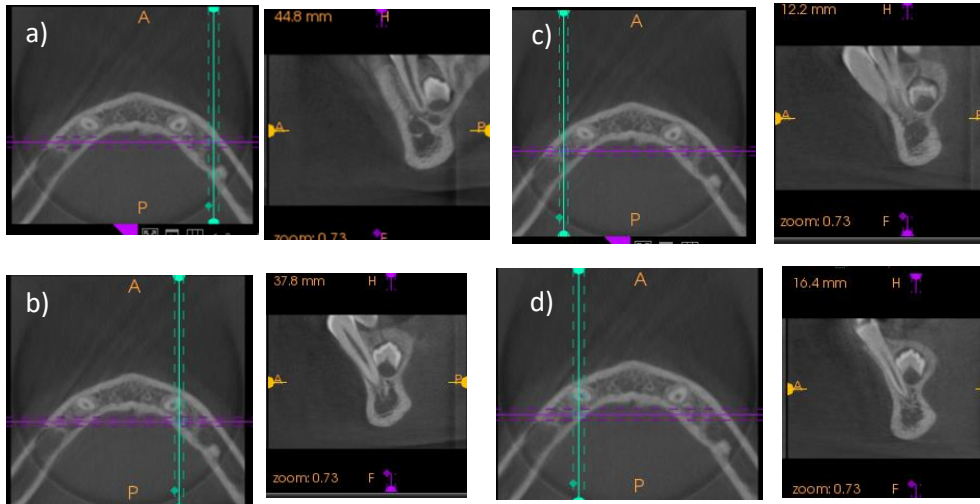 a)
A
P
44.8 mm H
A P
zoom: 0.73 F
c)
A
P
12.2 mm H
A P
zoom: 0.73 F
b)
A
P
37.8 mm H
A P
zoom: 0.73 F
d)
A
P
16.4 mm H
A
zoom: 0.73 F